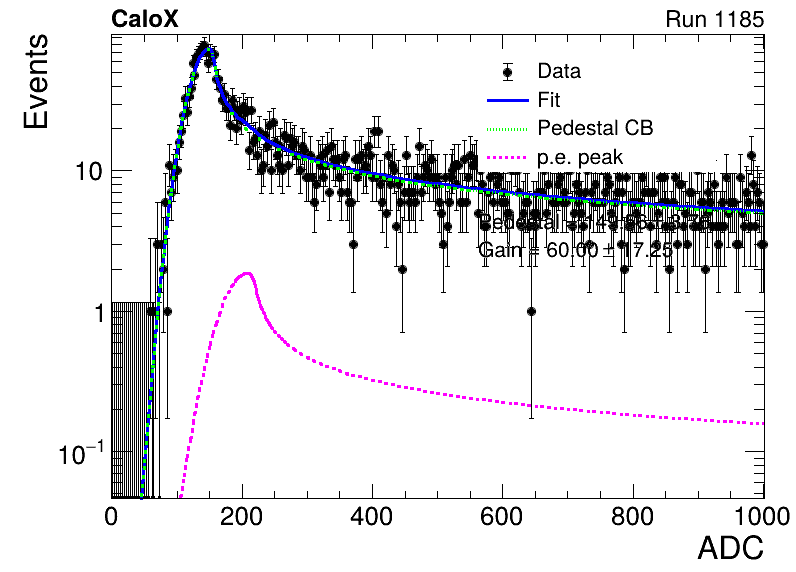 CaloX Run 1185
Events
Data
Fit
Pedestal CB
p.e. peak
Pedestal
Gain = 60.00 ± 17.25
10
1
10⁻¹
0 200 400 600 800 1000
ADC